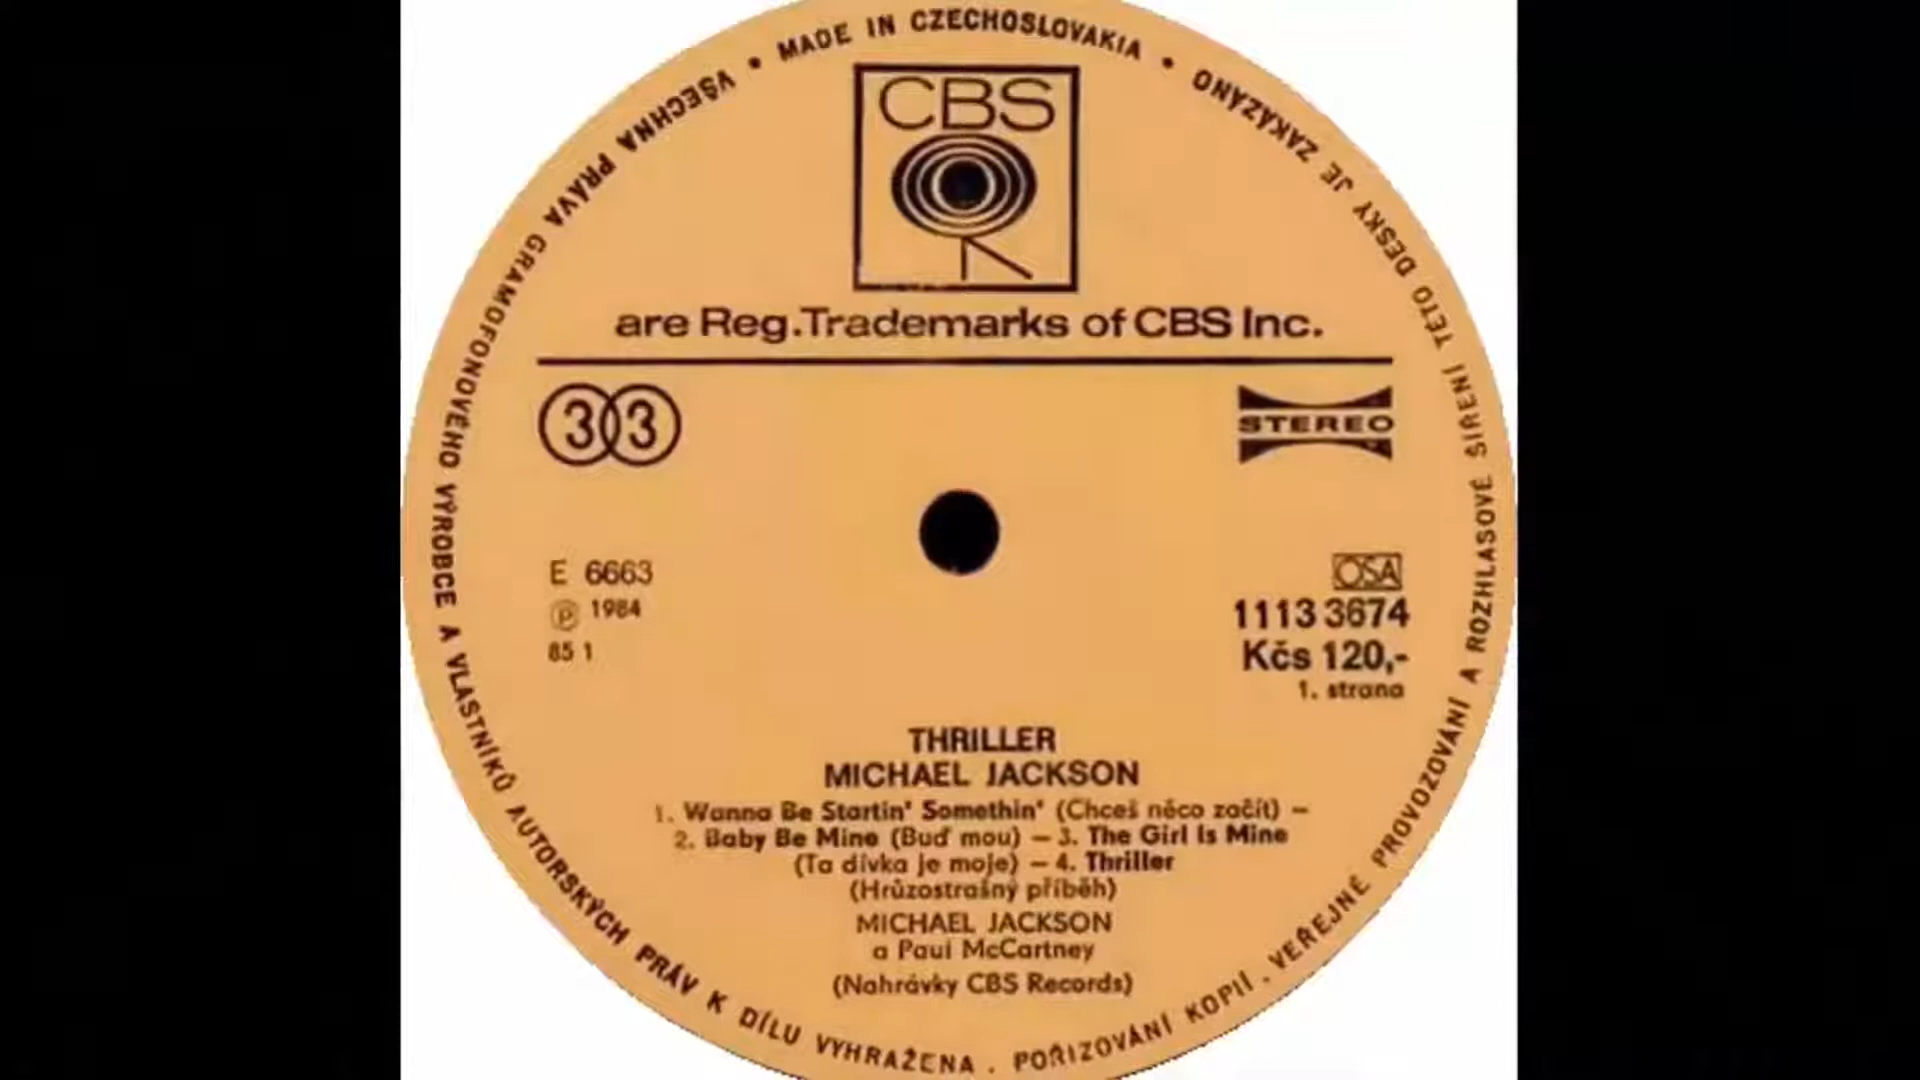 MADE IN CZECHOSLOVAKIA • VŠECHNA PRÁVA GRAMOFONOVÉHO VÝROBCE A VLASTNÍKŮ AUTORSKÝCH PRÁV K DÍLU VYHRAŽENA . POŘIZOVÁNÍ KOPIÍ . VEŘEJNÉ PROVOZOVÁNÍ A ROZHLASOVÉ ŠÍŘENÍ TÉTO DESKY JE ZAKÁZÁNO •
CBS
are Reg. Trademarks of CBS Inc.
33
STEREO
E 6663
OSA
Ⓟ 1984
1113 3674
85 1
Kčs 120,-
1. strana
THRILLER
MICHAEL JACKSON
1. Wanna Be Startin' Somethin' (Chceš něco začít) –
2. Baby Be Mine (Buď mou) – 3. The Girl Is Mine
(Ta dívka je moje) – 4. Thriller
(Hrůzostrašný příběh)
MICHAEL JACKSON
a Paul McCartney
(Nahrávky CBS Records)